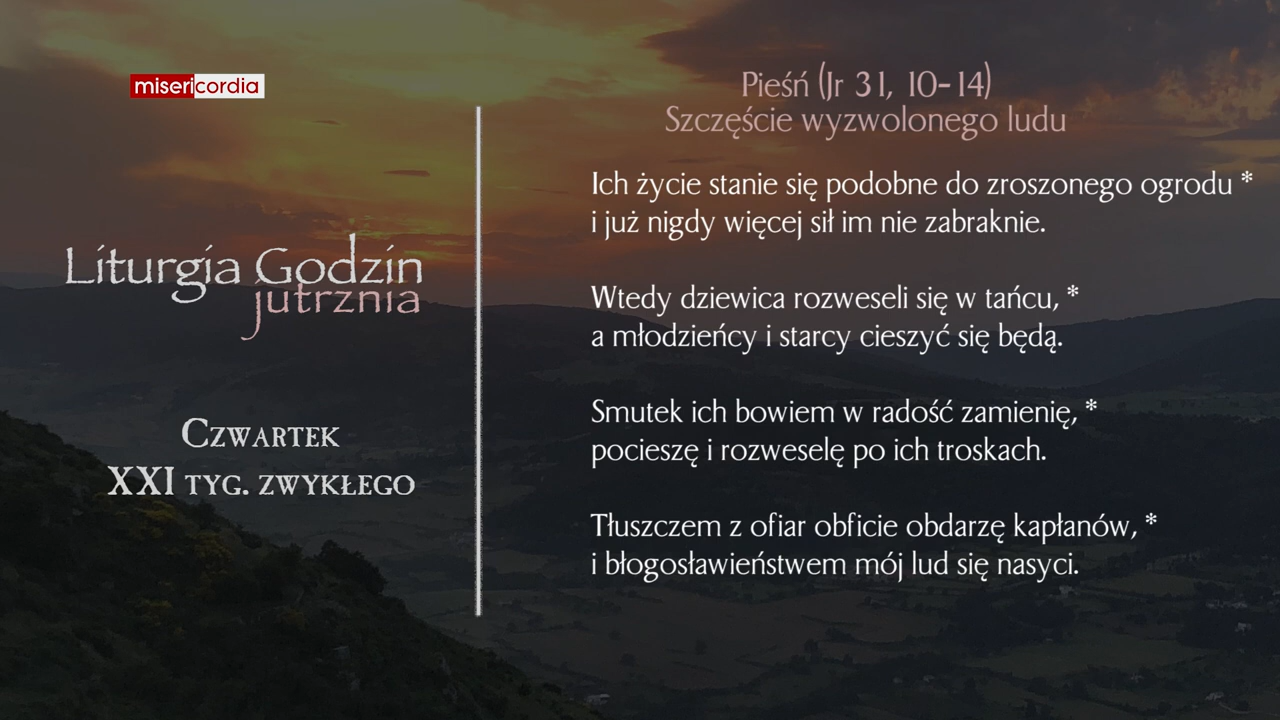 misericordia
Liturgia Godzin
jutrznia
Czwartek
XXI tyg. zwykłego
Pieśń (Jr 31, 10-14)
Szczęście wyzwolonego ludu
Ich życie stanie się podobne do zroszonego ogrodu *
i już nigdy więcej sił im nie zabraknie.
Wtedy dziewica rozweseli się w tańcu, *
a młodzieńcy i starcy cieszyć się będą.
Smutek ich bowiem w radość zamienię, *
pocieszę i rozweselę po ich troskach.
Tłuszczem z ofiar obficie obdarzę kapłanów, *
i błogosławieństwem mój lud się nasyci.